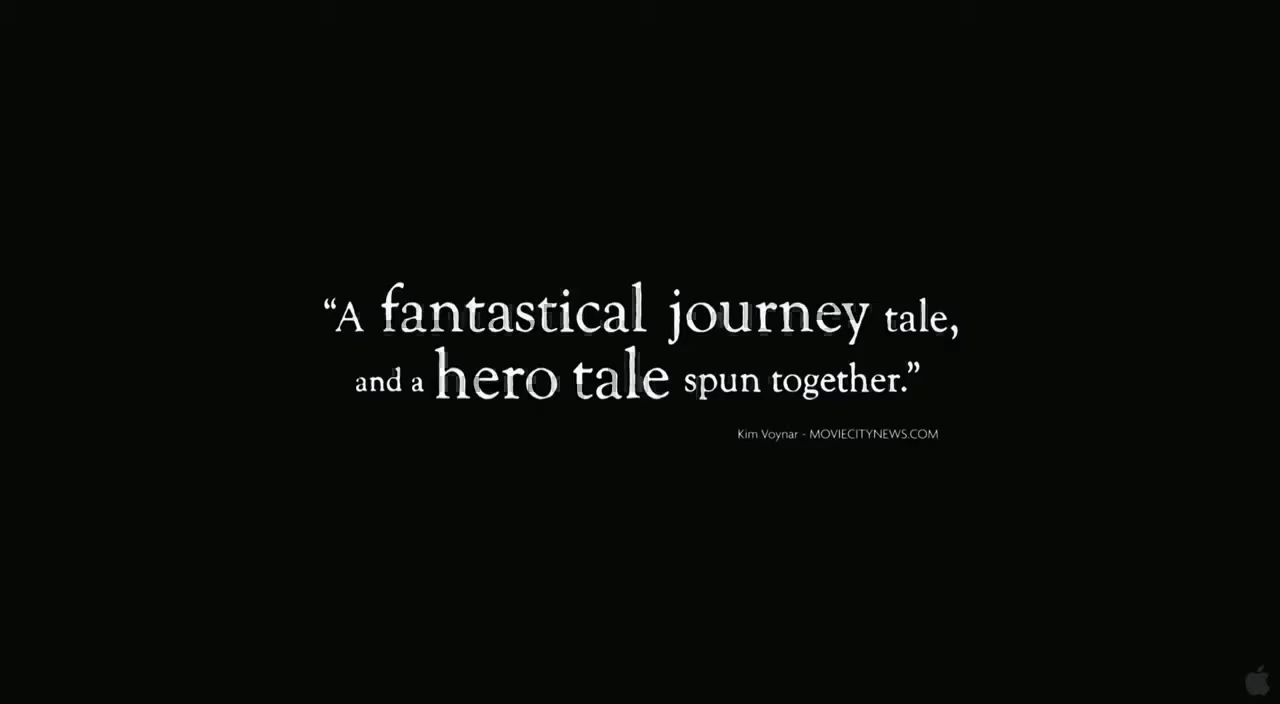 “A fantastical journey tale,
and a hero tale spun together.”
Kim Voynar - MOVIECITYNEWS.COM